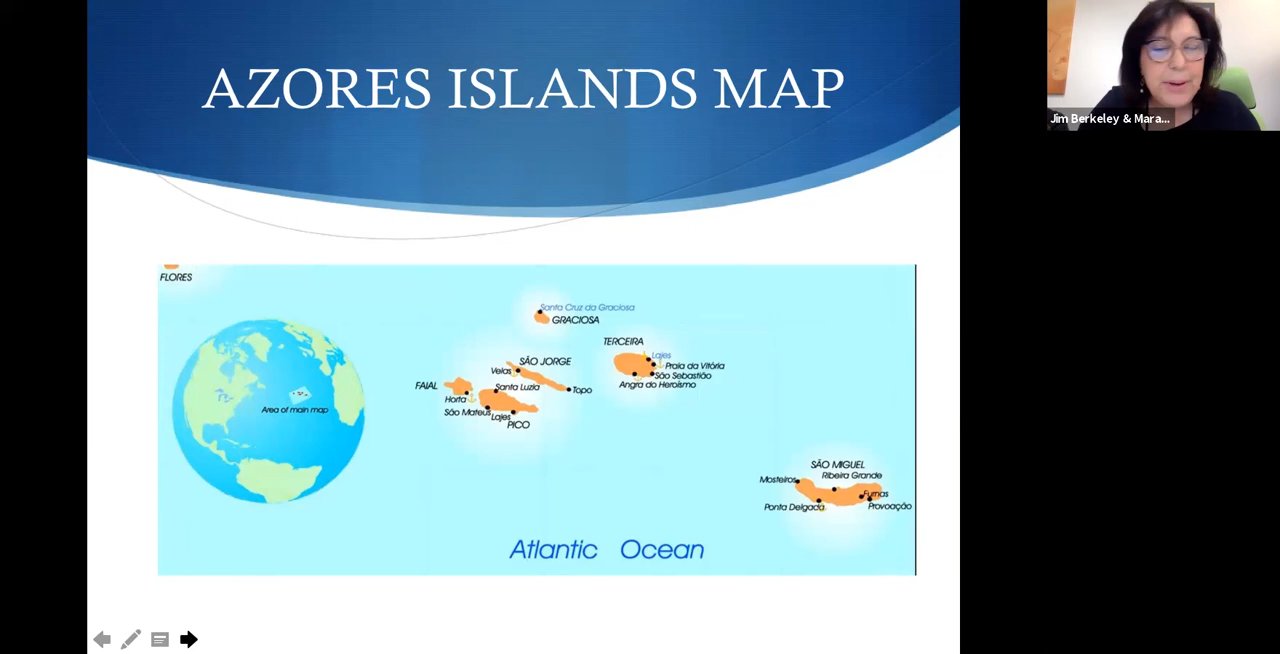 AZORES ISLANDS MAP
Jim Berkeley & Mara...
FLORES
Santa Cruz da Graciosa
GRACIOSA
TERCEIRA
Lajes
Praia da Vitória
São Sebastião
Angra do Heroísmo
SÃO JORGE
Velas
Topo
FAIAL
Horta
Santa Luzia
São Mateus
Lajes
PICO
Area of main map
SÃO MIGUEL
Ribeira Grande
Mosteiros
Furnas
Ponta Delgada
Provoação
Atlantic Ocean